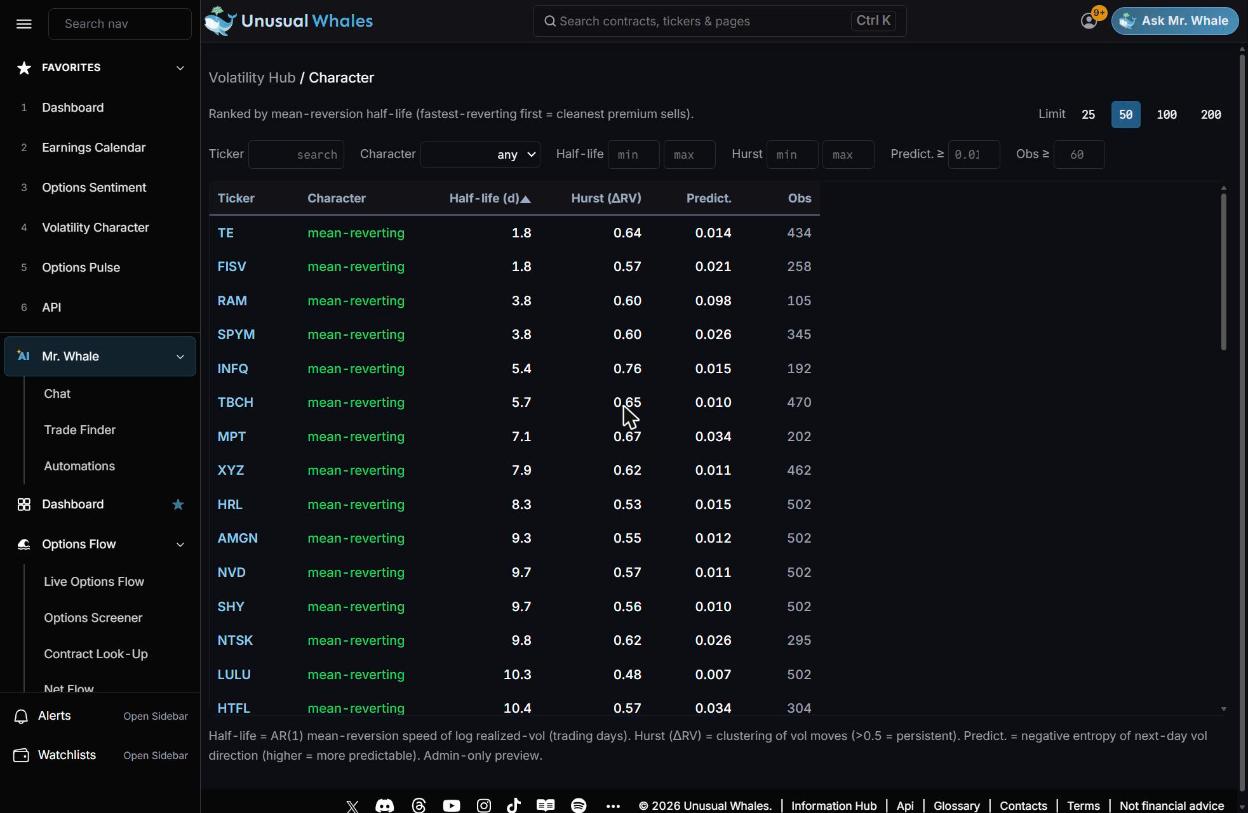 Search nav
Unusual Whales
Search contracts, tickers & pages
Ctrl K
9+
Ask Mr. Whale
FAVORITES
1 Dashboard
2 Earnings Calendar
3 Options Sentiment
4 Volatility Character
5 Options Pulse
6 API
AI Mr. Whale
Chat
Trade Finder
Automations
Dashboard
Options Flow
Live Options Flow
Options Screener
Contract Look-Up
Net Flow
Alerts Open Sidebar
Watchlists Open Sidebar
Volatility Hub / Character
Ranked by mean-reversion half-life (fastest-reverting first = cleanest premium sells).
Limit 25 50 100 200
Ticker search Character any Half-life min max Hurst min max Predict. ≥ 0.01 Obs ≥ 60
Ticker Character Half-life (d)▲ Hurst (ΔRV) Predict. Obs
TE mean-reverting 1.8 0.64 0.014 434
FISV mean-reverting 1.8 0.57 0.021 258
RAM mean-reverting 3.8 0.60 0.098 105
SPYM mean-reverting 3.8 0.60 0.026 345
INFQ mean-reverting 5.4 0.76 0.015 192
TBCH mean-reverting 5.7 0.65 0.010 470
MPT mean-reverting 7.1 0.67 0.034 202
XYZ mean-reverting 7.9 0.62 0.011 462
HRL mean-reverting 8.3 0.53 0.015 502
AMGN mean-reverting 9.3 0.55 0.012 502
NVD mean-reverting 9.7 0.57 0.011 502
SHY mean-reverting 9.7 0.56 0.010 502
NTSK mean-reverting 9.8 0.62 0.026 295
LULU mean-reverting 10.3 0.48 0.007 502
HTFL mean-reverting 10.4 0.57 0.034 304
Half-life = AR(1) mean-reversion speed of log realized-vol (trading days). Hurst (ΔRV) = clustering of vol moves (>0.5 = persistent). Predict. = negative entropy of next-day vol
direction (higher = more predictable). Admin-only preview.
© 2026 Unusual Whales. | Information Hub | Api | Glossary | Contacts | Terms | Not financial advice